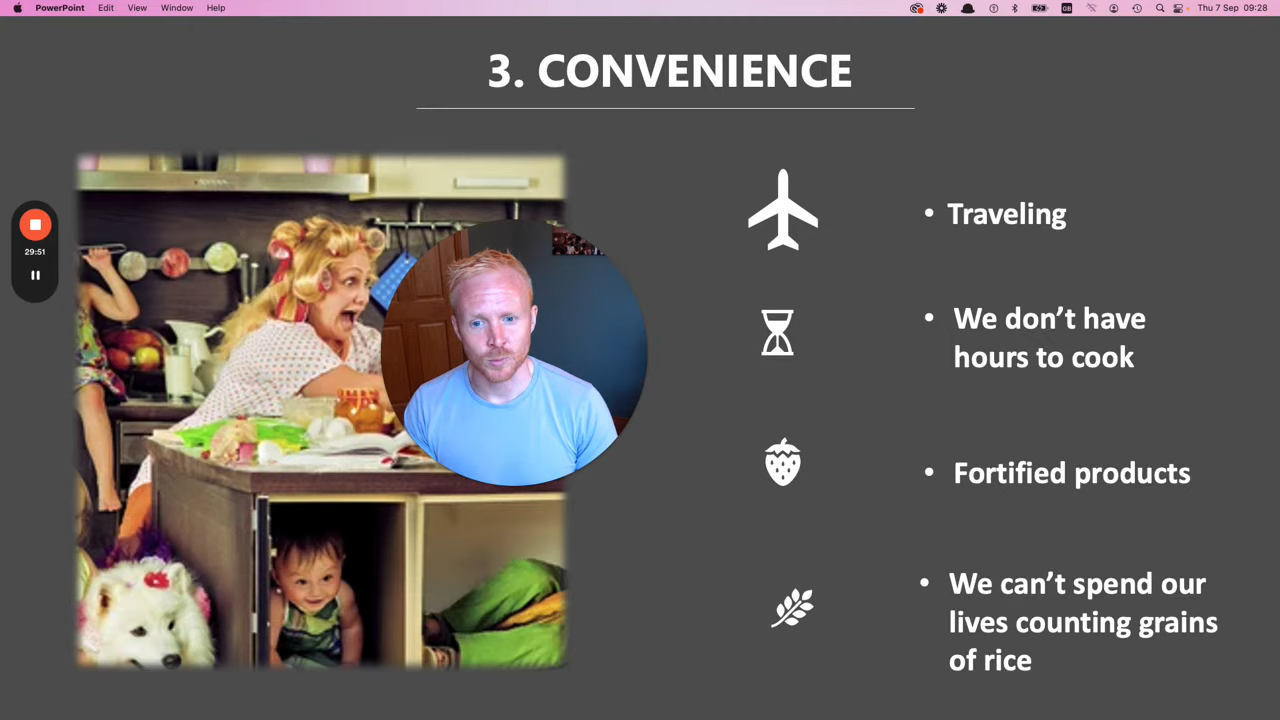 PowerPoint Edit View Window Help
GB
Thu 7 Sep 09:28
3. CONVENIENCE
29:51
• Traveling
• We don’t have
hours to cook
• Fortified products
• We can’t spend our
lives counting grains
of rice